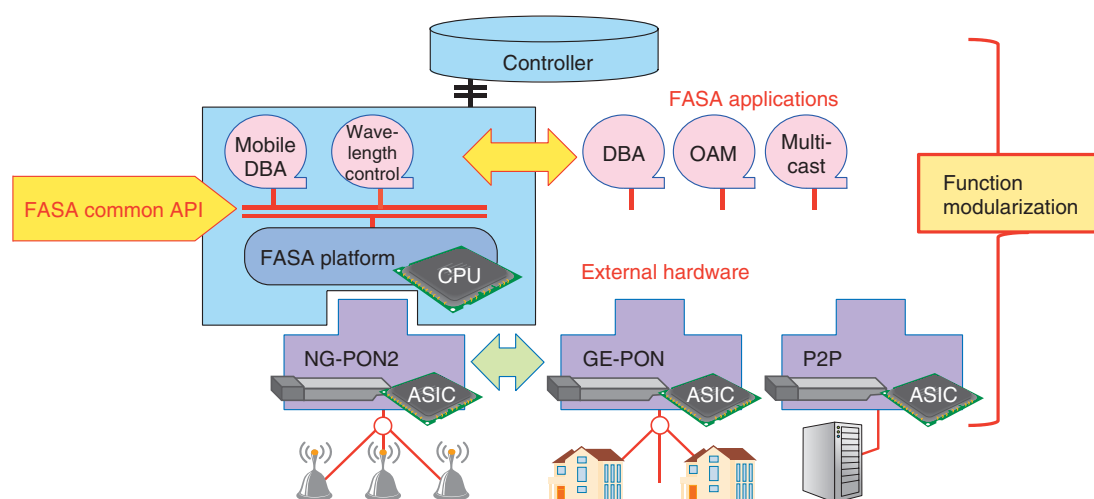 Controller
FASA applications
Mobile
DBA
Wave-
length
control
DBA
OAM
Multi-
cast
FASA common API
Function
modularization
FASA platform
CPU
External hardware
NG-PON2
GE-PON
P2P
ASIC
ASIC
ASIC